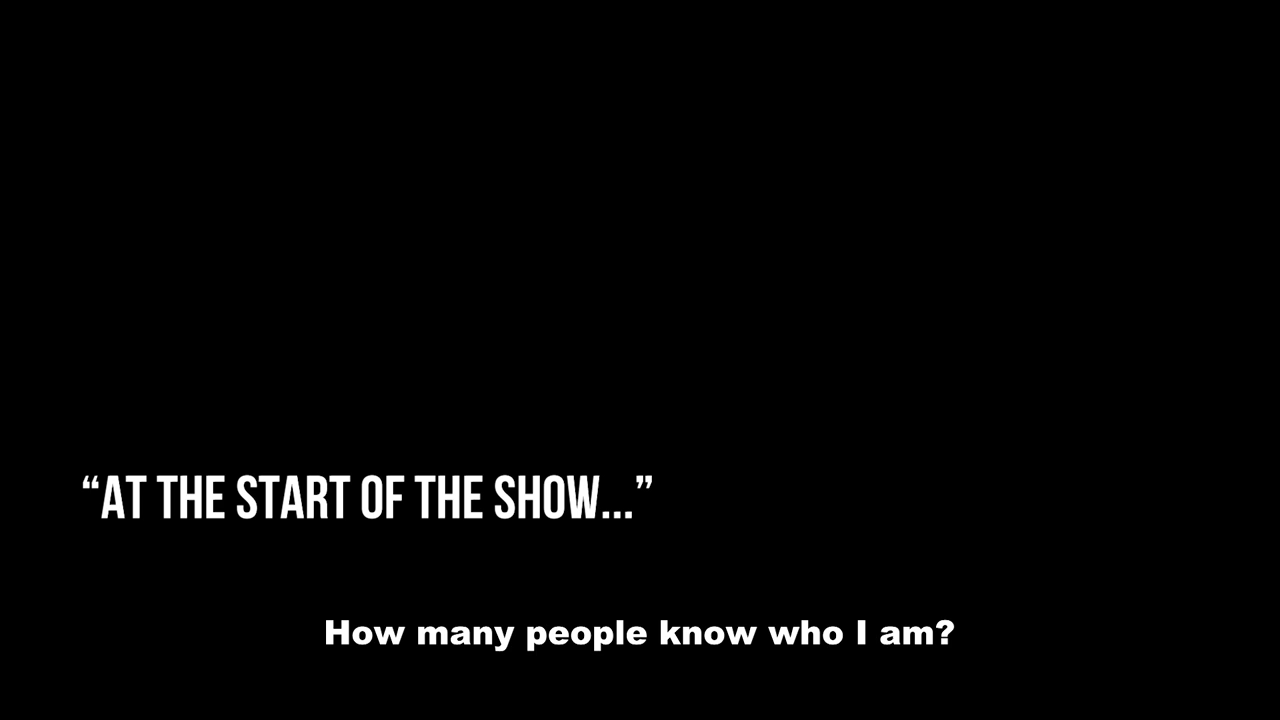 “AT THE START OF THE SHOW...”
How many people know who I am?